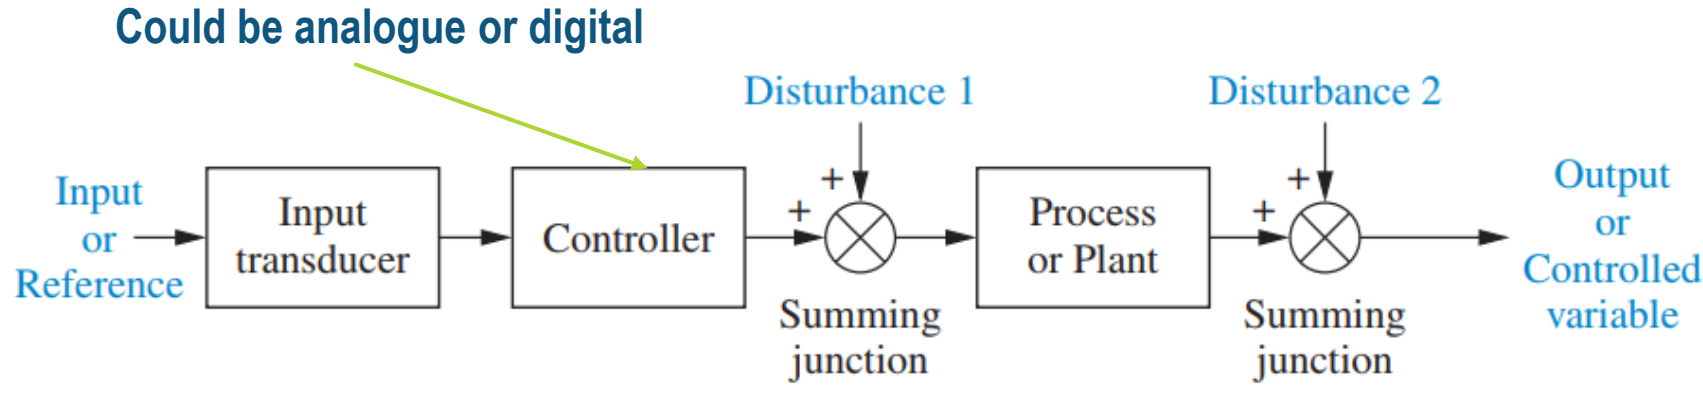 Could be analogue or digital
Disturbance 1
Disturbance 2
Input
or
Reference
Input
transducer
Controller
+
+
Summing
junction
Process
or Plant
+
+
Summing
junction
Output
or
Controlled
variable